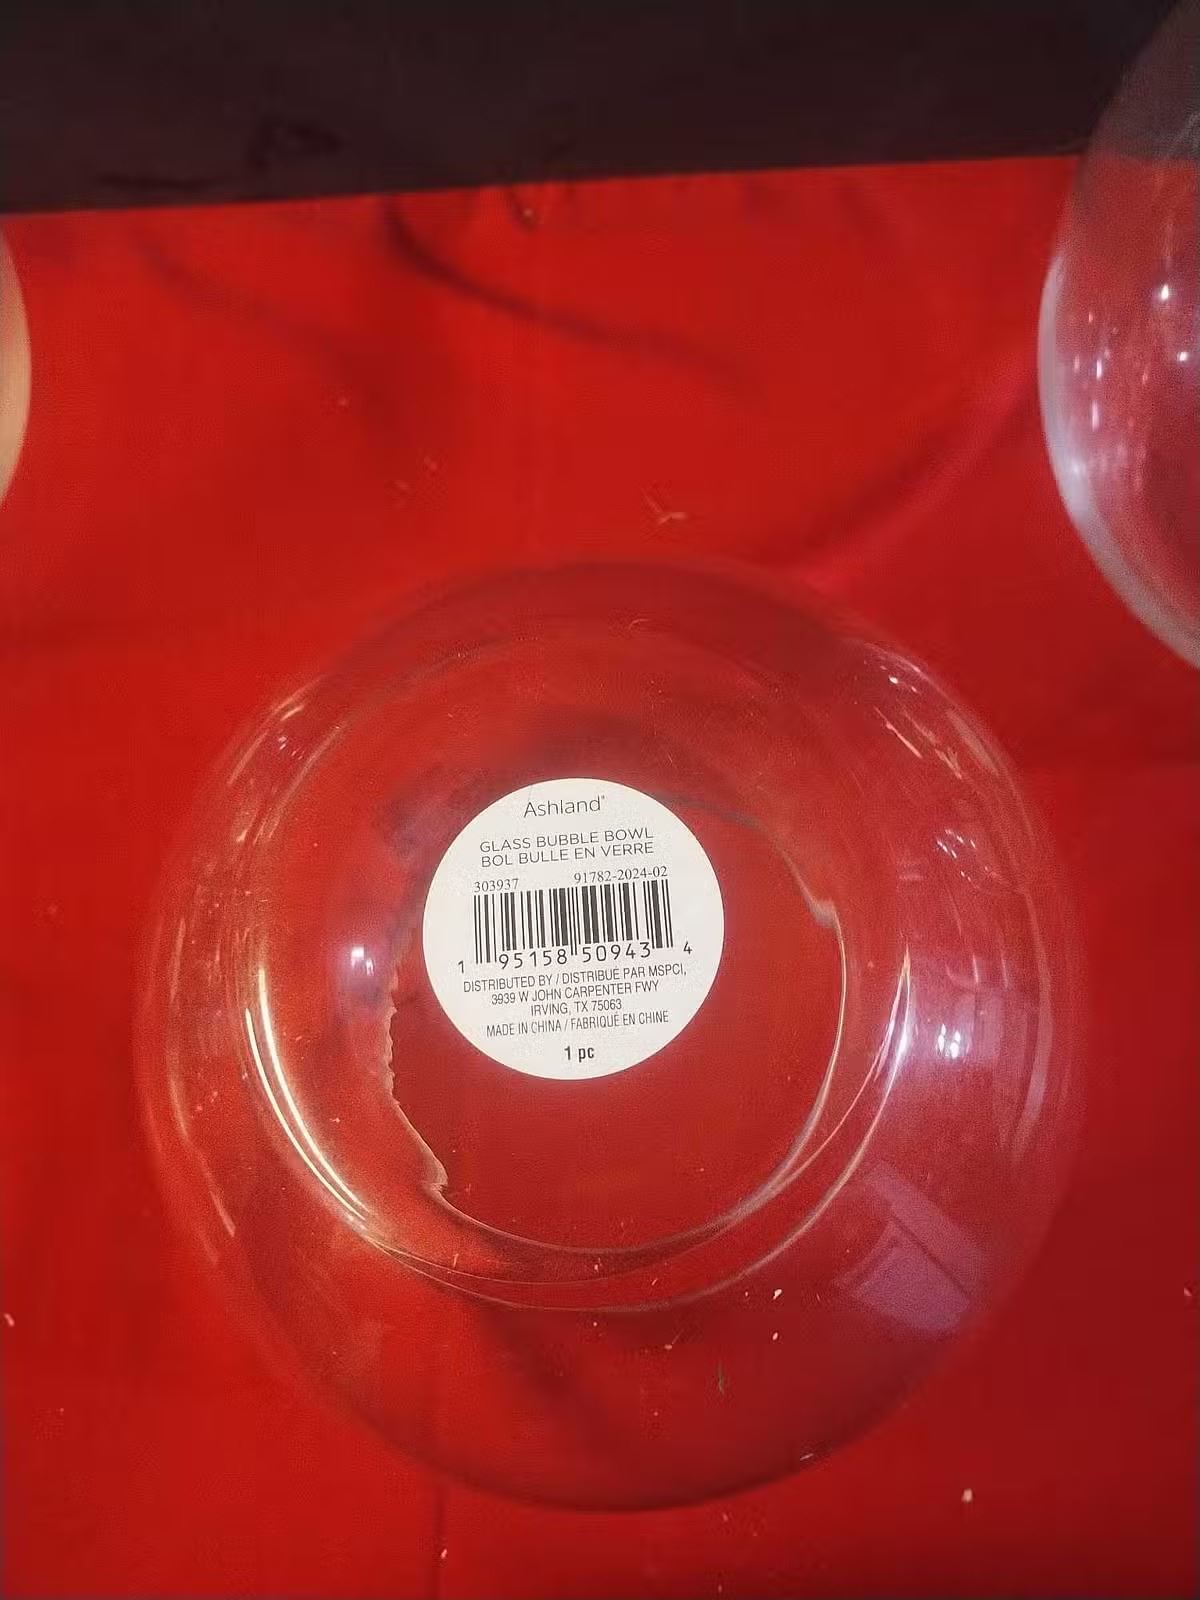 Ashland®
GLASS BUBBLE BOWL
BOL BULLE EN VERRE
303937 91782-2024-02
1 95158 50943 4
DISTRIBUTED BY / DISTRIBUÉ PAR MSPCI,
3939 W JOHN CARPENTER FWY
IRVING, TX 75063
MADE IN CHINA / FABRIQUÉ EN CHINE
1 pc